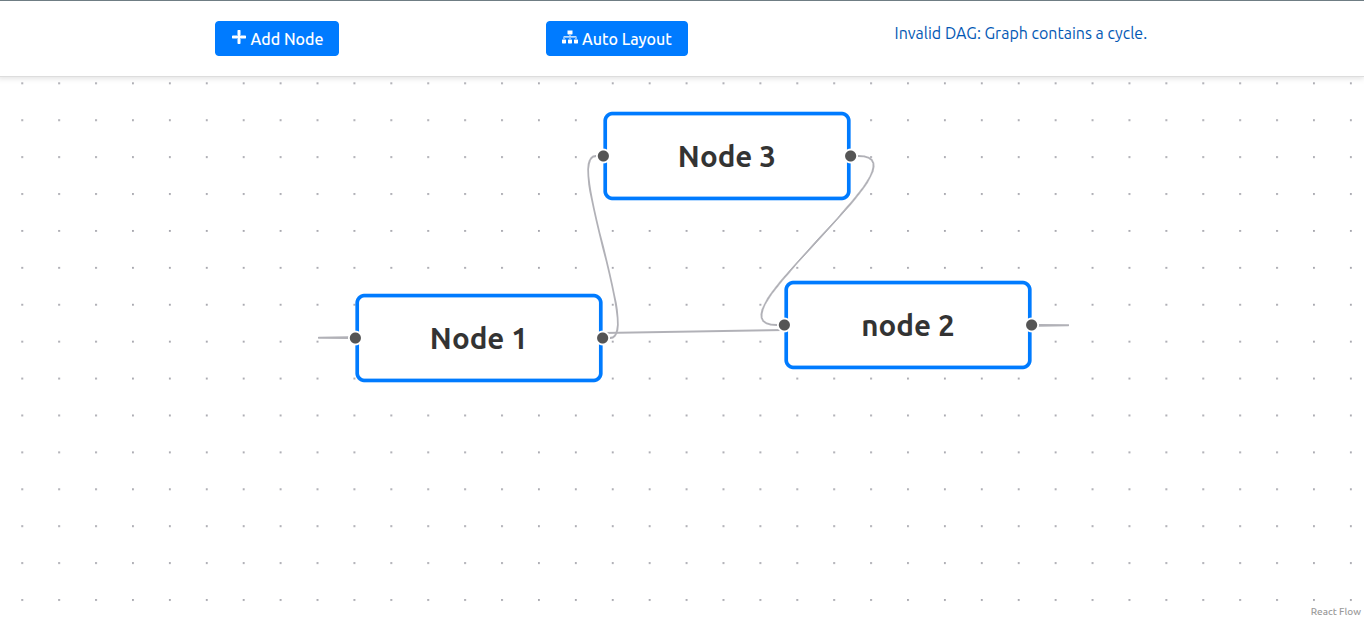 Add Node
Auto Layout
Invalid DAG: Graph contains a cycle.
Node 3
Node 1
node 2
React Flow